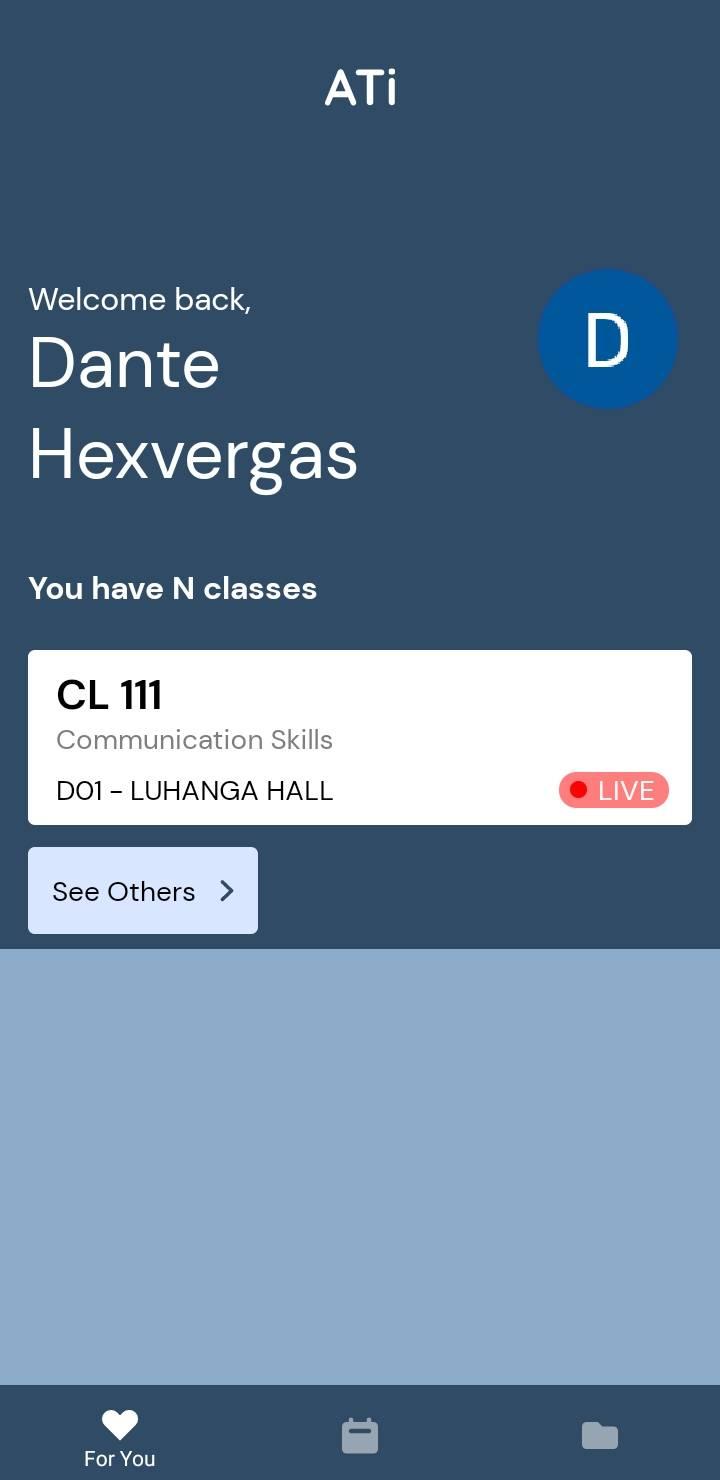 ATi
Welcome back,
Dante
Hexvergas
D
You have N classes
CL 111
Communication Skills
D01 - LUHANGA HALL
LIVE
See Others
For You